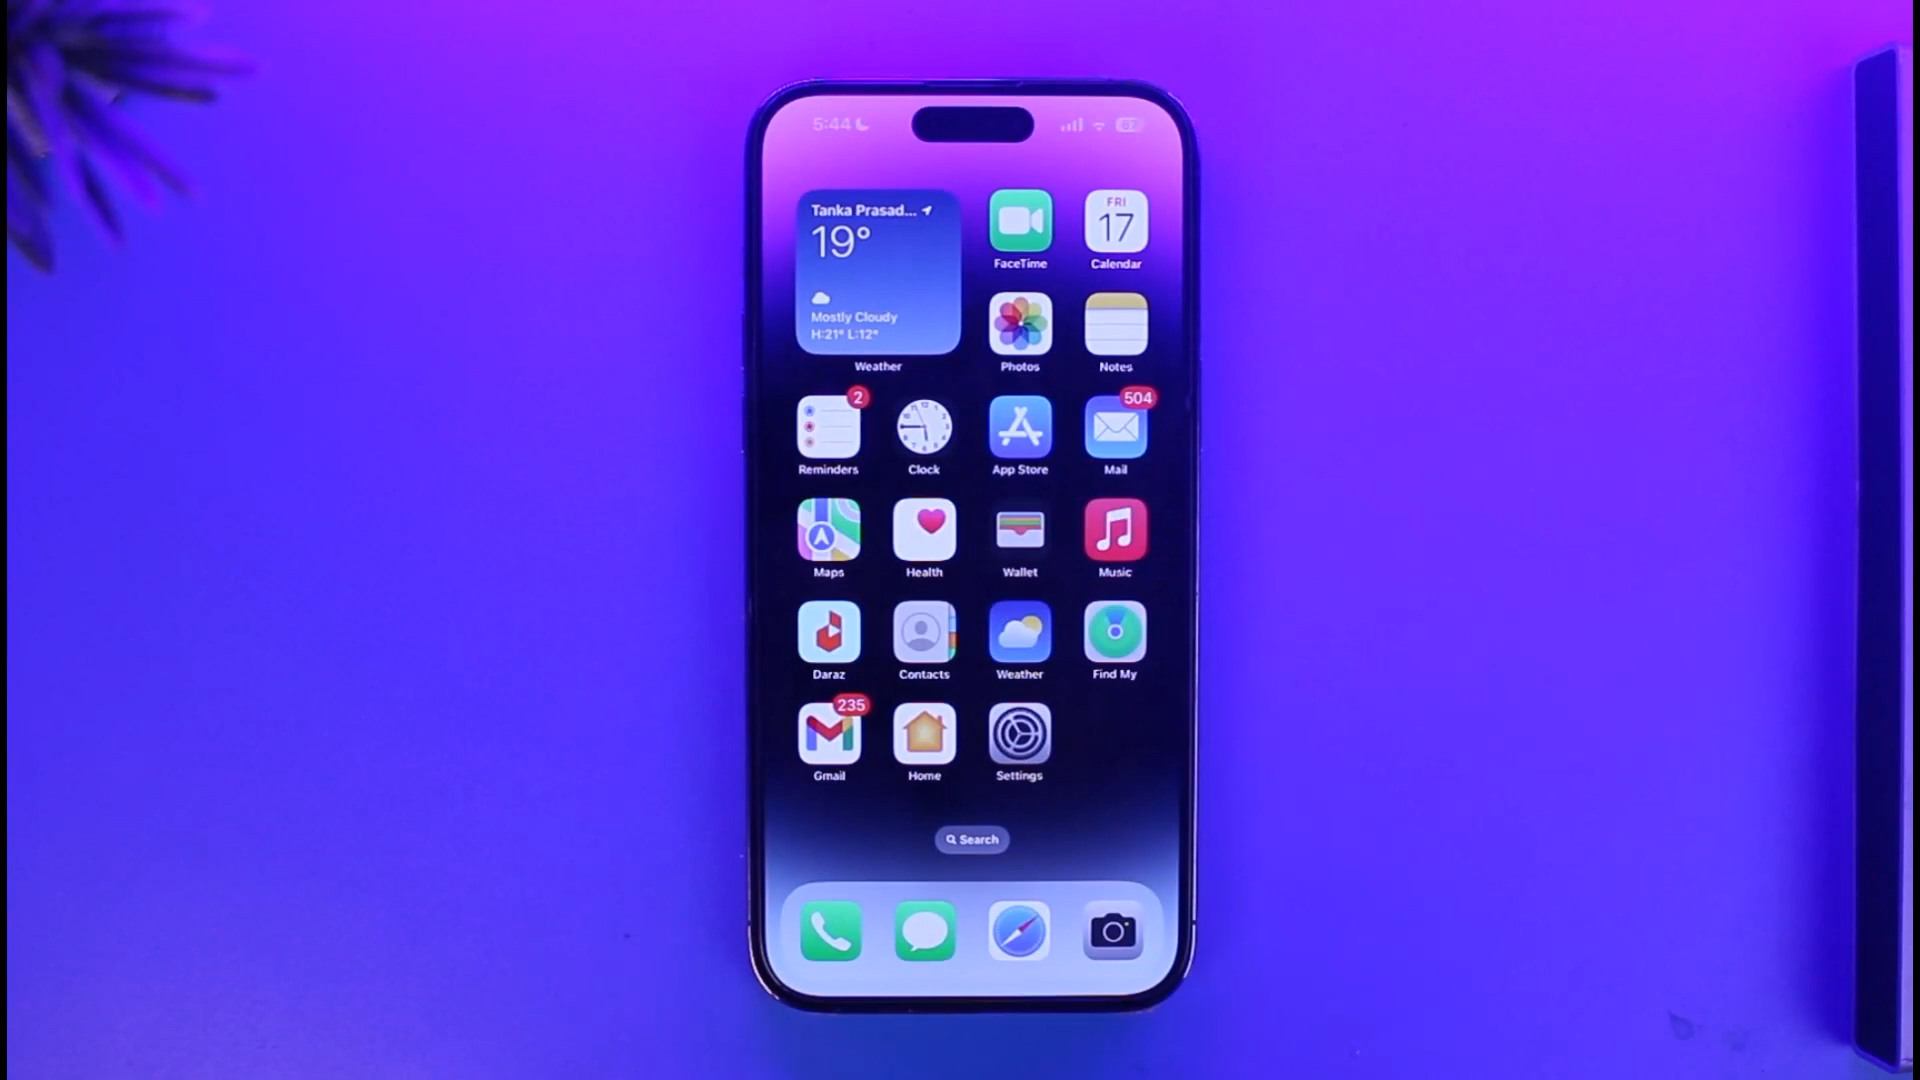 5:44
Tanka Prasad...
19°
Mostly Cloudy
H:21° L:12°
Weather
FaceTime
FRI
17
Calendar
Photos
Notes
2
Reminders
Clock
App Store
504
Mail
Maps
Health
Wallet
Music
Daraz
Contacts
Weather
Find My
235
Gmail
Home
Settings
Search